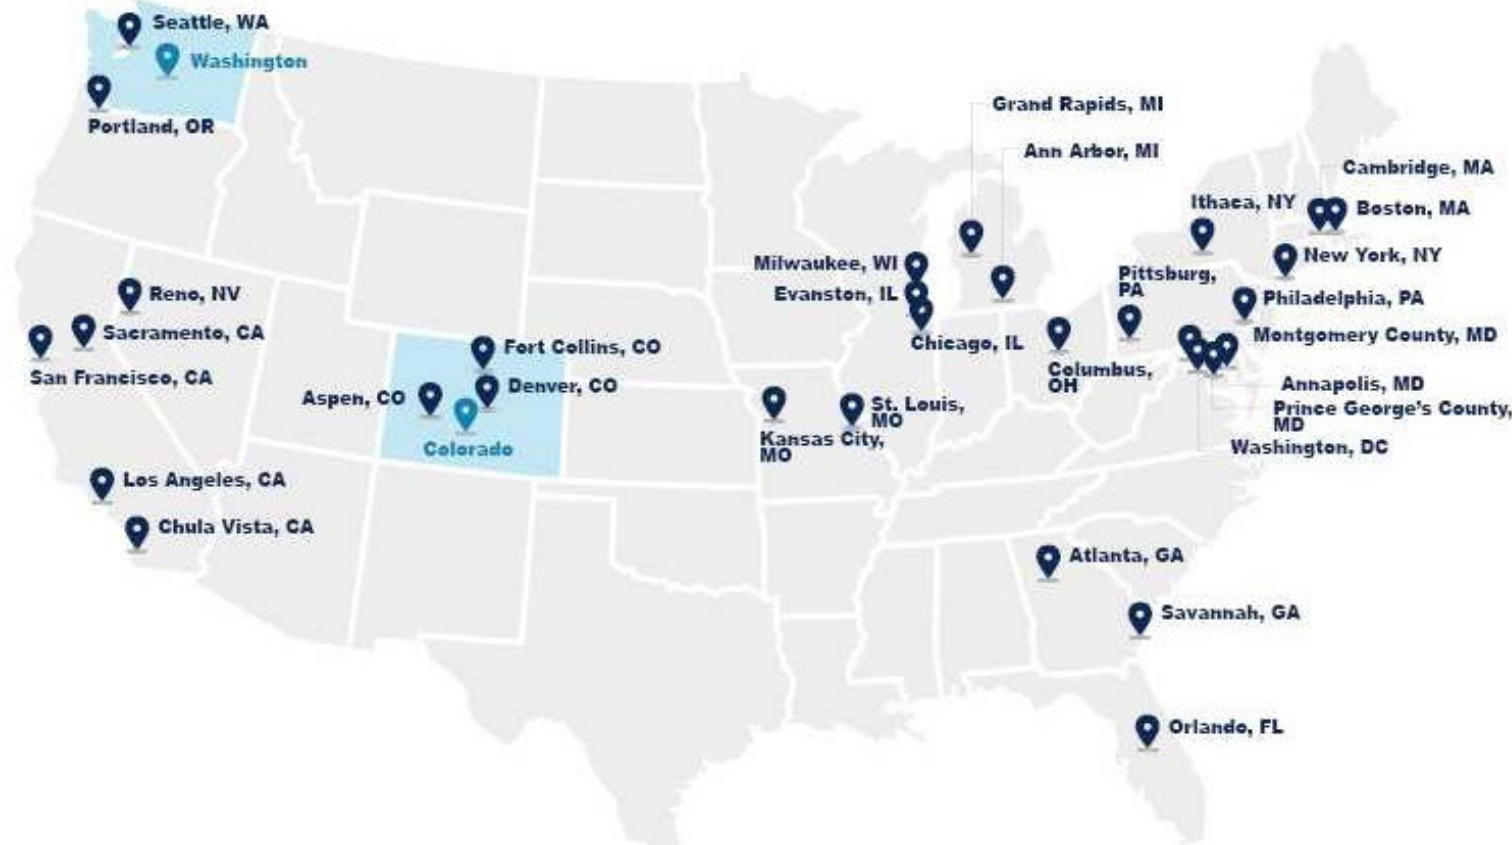 Seattle, WA
Washington
Portland, OR
Grand Rapids, MI
Ann Arbor, MI
Cambridge, MA
Ithaca, NY
Boston, MA
New York, NY
Milwaukee, WI
Evanston, IL
Chicago, IL
Pittsburg,
PA
Philadelphia, PA
Reno, NV
Sacramento, CA
San Francisco, CA
Fort Collins, CO
Denver, CO
Aspen, CO
Colorado
Columbus,
OH
Montgomery County, MD
Annapolis, MD
Prince George's County,
MD
Washington, DC
St. Louis,
MO
Kansas City,
MO
Los Angeles, CA
Chula Vista, CA
Atlanta, GA
Savannah, GA
Orlando, FL